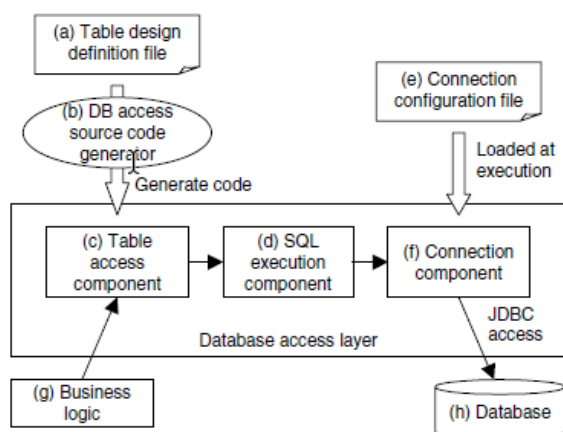 (a) Table design
definition file
(e) Connection
configuration file
(b) DB access
source code
generator
Loaded at
execution
Generate code
(c) Table
access
component
(d) SQL
execution
component
(f) Connection
component
JDBC
access
Database access layer
(g) Business
logic
(h) Database